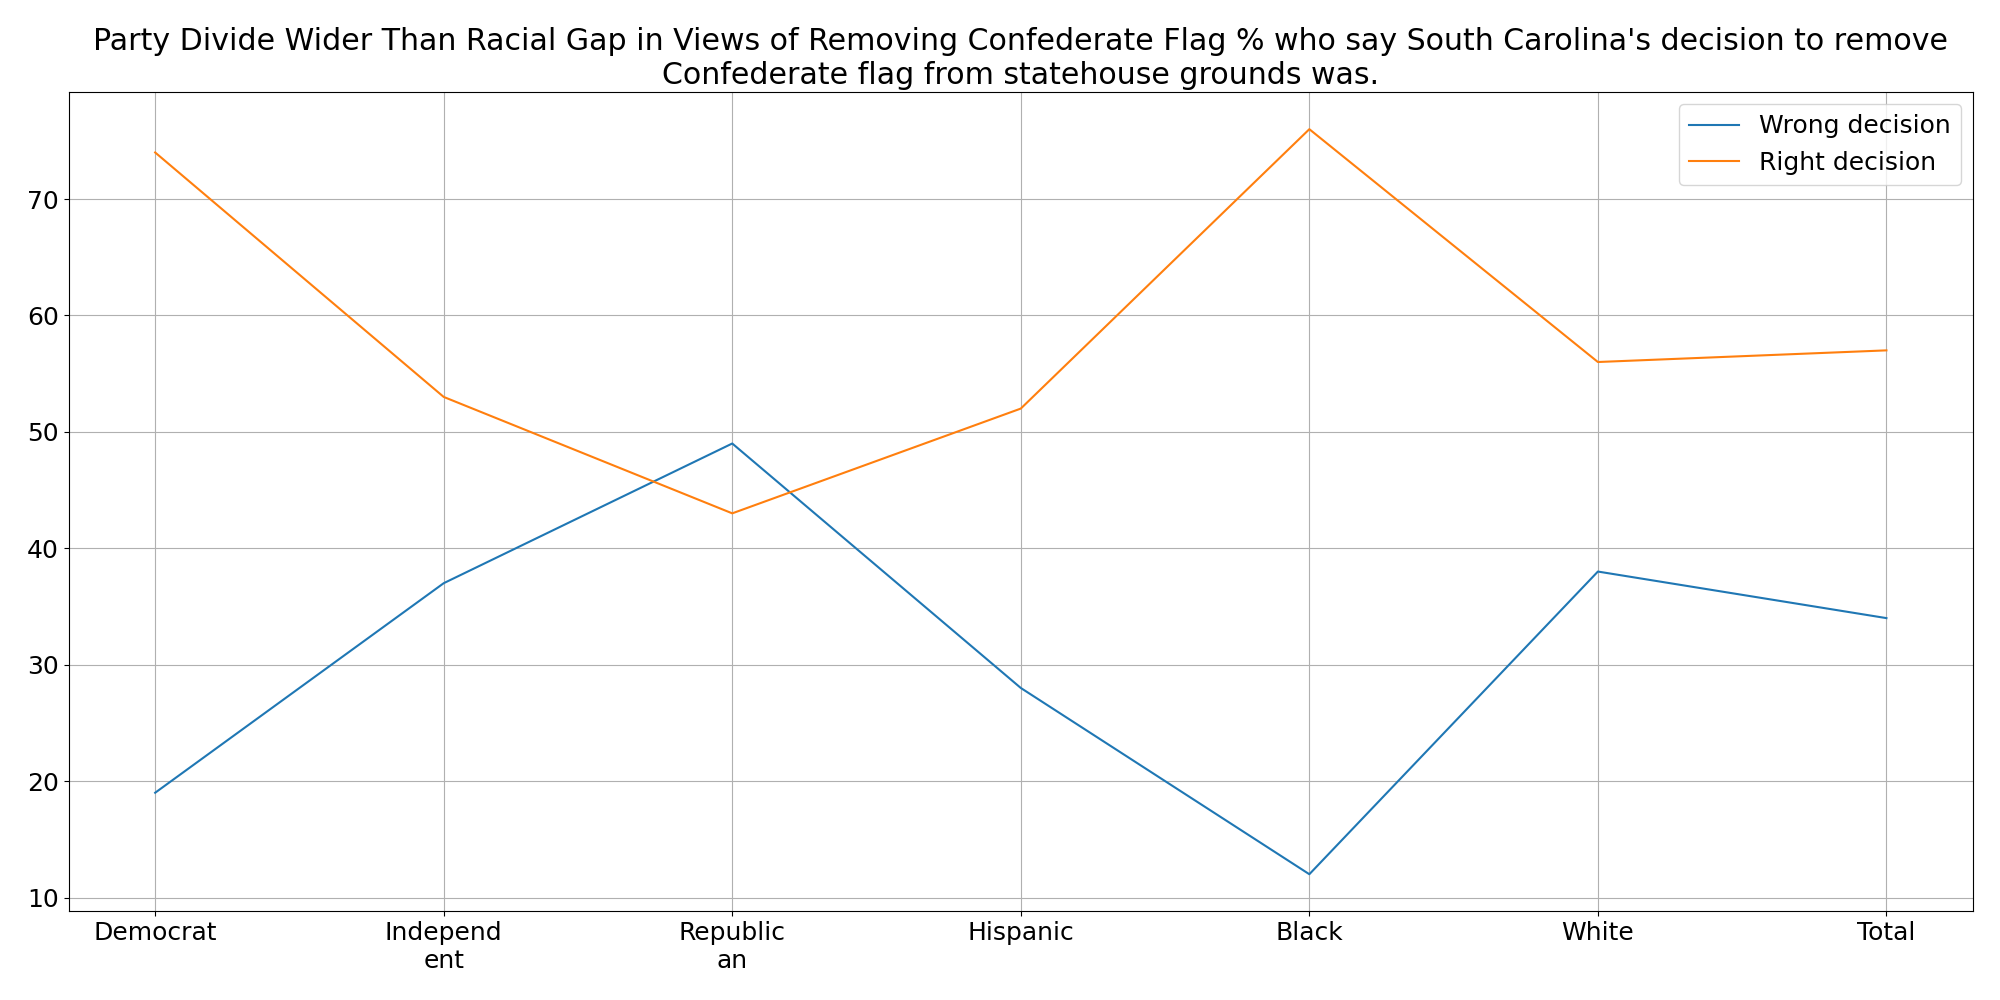 Party Divide Wider Than Racial Gap in Views of Removing Confederate Flag % who say South Carolina's decision to remove
Confederate flag from statehouse grounds was.
Wrong decision
Right decision
70
60
50
40
30
20
10
Democrat
Independ
ent
Republic
an
Hispanic
Black
White
Total